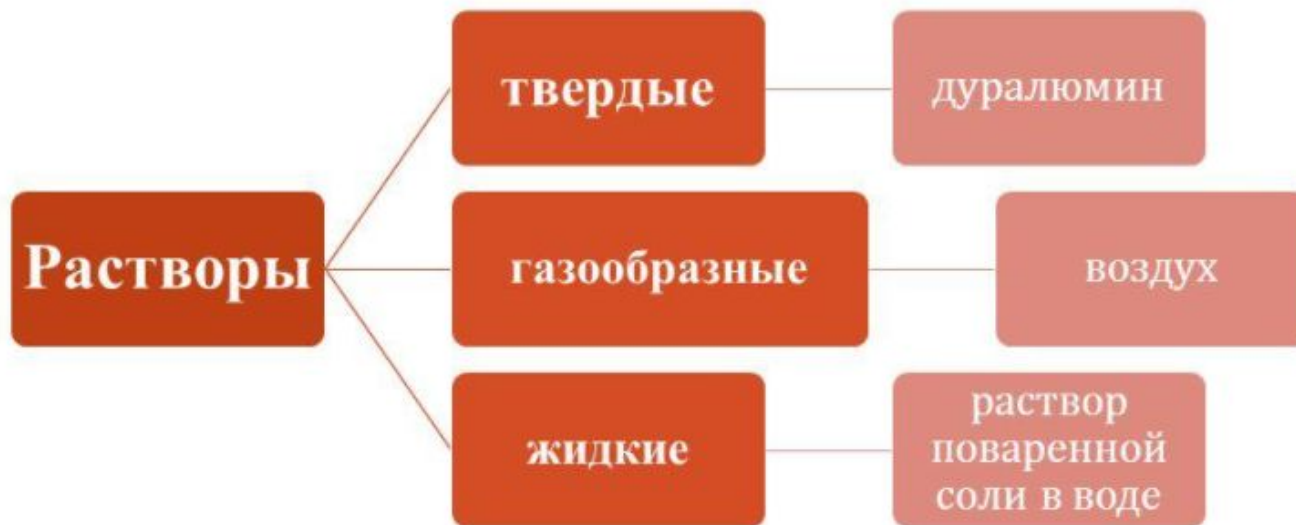 Растворы
твердые
дуралюмин
газообразные
воздух
жидкие
раствор
поваренной
соли в воде